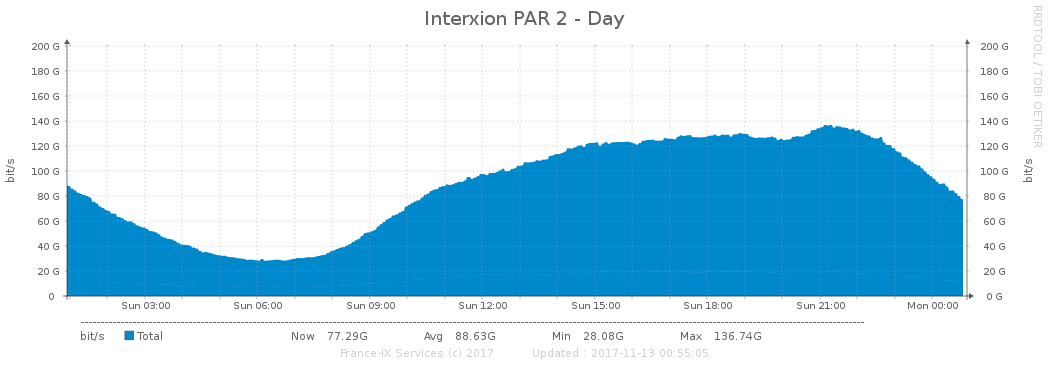 Interxion PAR 2 - Day
RRDTOOL / TOBI OETIKER
200 G 200 G
180 G 180 G
160 G 160 G
140 G 140 G
120 G 120 G
100 G 100 G
80 G 80 G
60 G 60 G
40 G 40 G
20 G 20 G
0 0 G
bit/s bit/s
Sun 03:00 Sun 06:00 Sun 09:00 Sun 12:00 Sun 15:00 Sun 18:00 Sun 21:00 Mon 00:00
bit/s Total Now 77.29G Avg 88.63G Min 28.08G Max 136.74G
France-IX Services (c) 2017 Updated : 2017-11-13 00:55:05